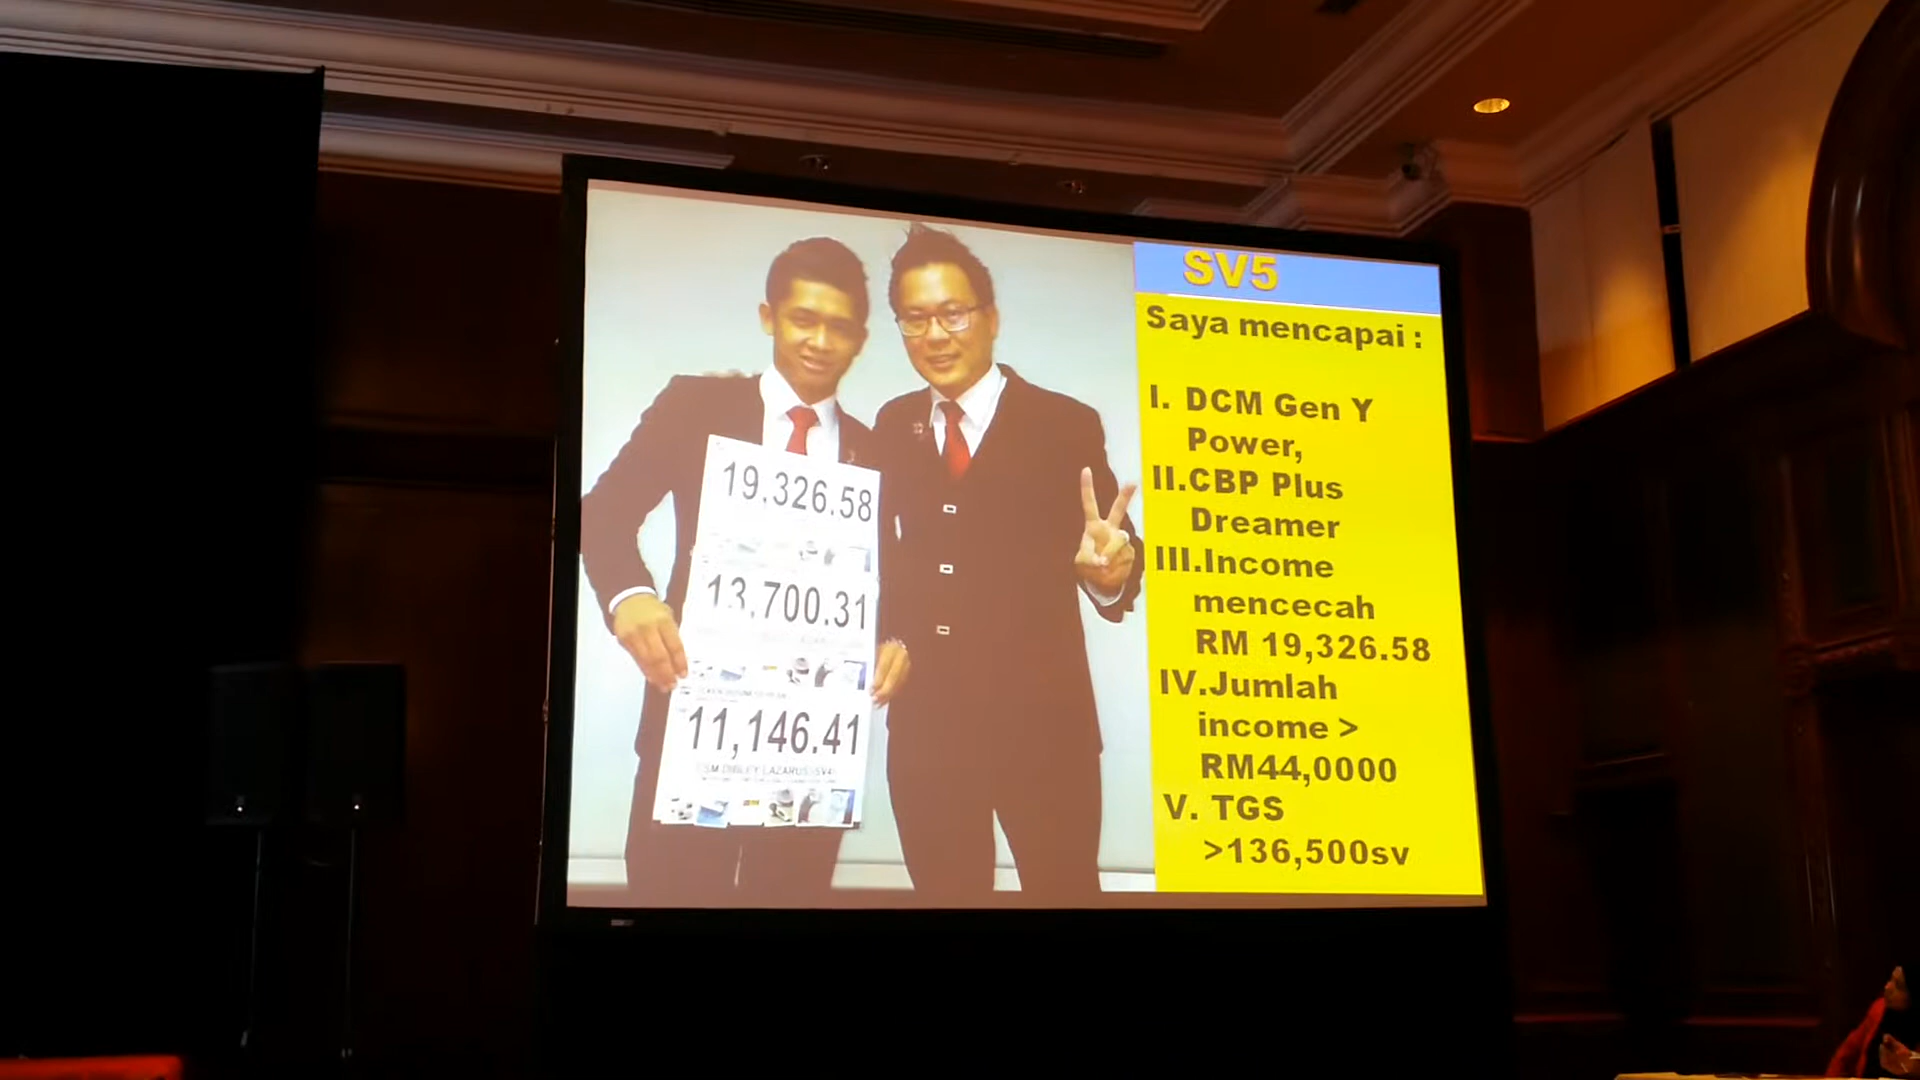 SV5
Saya mencapai :
I. DCM Gen Y
Power,
II.CBP Plus
Dreamer
III.Income
mencecah
RM 19,326.58
IV.Jumlah
income >
RM44,0000
V. TGS
>136,500sv
19,326.58
13,700.31
11,146.41